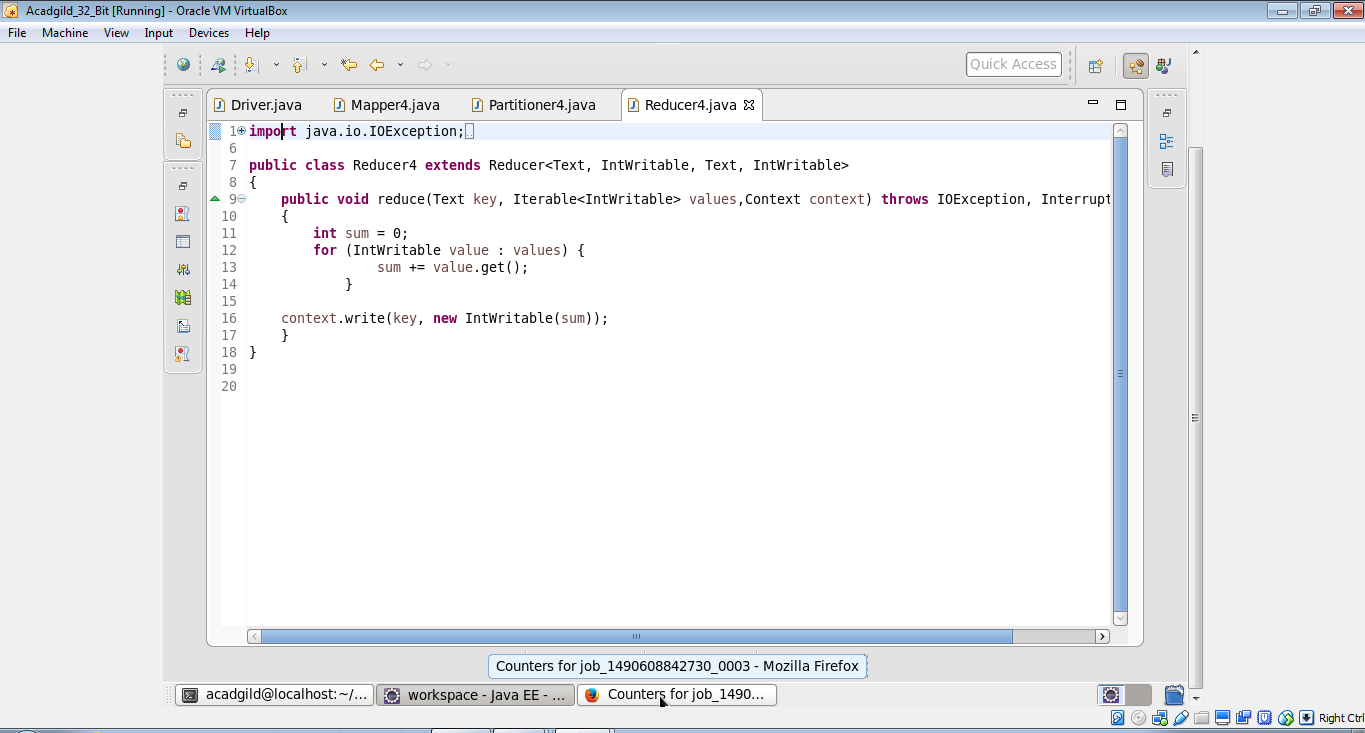 Acadgild_32_Bit [Running] - Oracle VM VirtualBox
File Machine View Input Devices Help
Quick Access
Driver.java Mapper4.java Partitioner4.java Reducer4.java
1 import java.io.IOException;
6
7 public class Reducer4 extends Reducer<Text, IntWritable, Text, IntWritable>
8 {
9 public void reduce(Text key, Iterable<IntWritable> values,Context context) throws IOException, Interrupt
10 {
11 int sum = 0;
12 for (IntWritable value : values) {
13 sum += value.get();
14 }
15
16 context.write(key, new IntWritable(sum));
17 }
18 }
19
20
Counters for job_1490608842730_0003 - Mozilla Firefox
acadgild@localhost:~/... workspace - Java EE - ... Counters for job_1490...
Right Ctrl